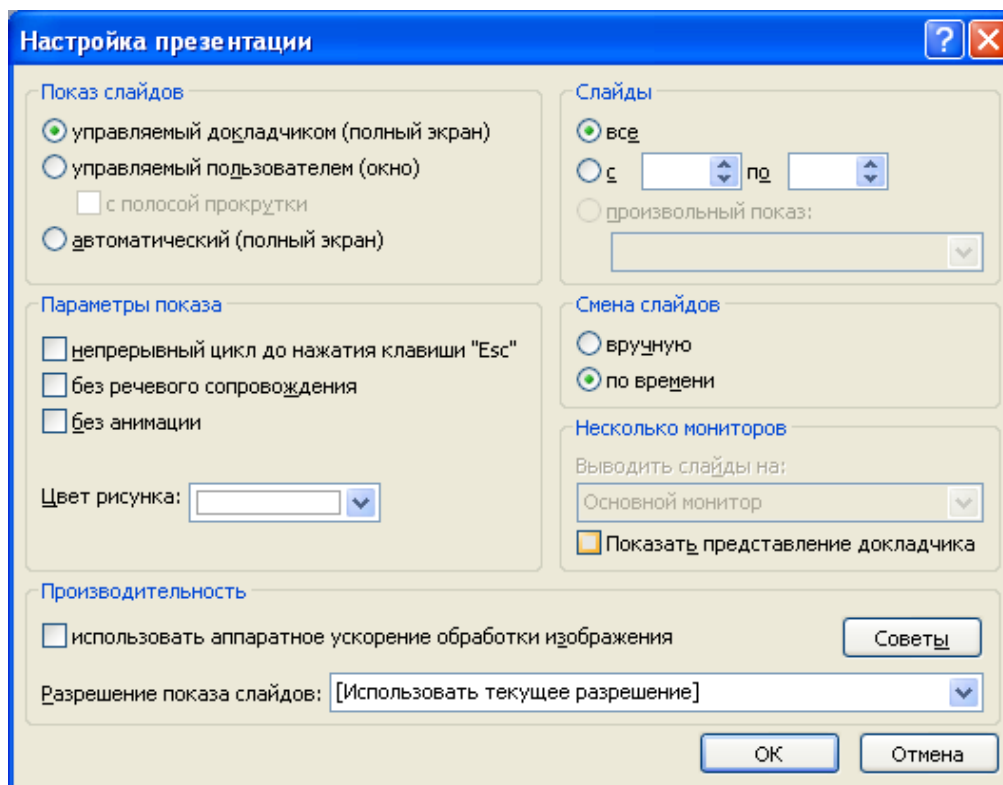 Настройка презентации
Показ слайдов
управляемый докладчиком (полный экран)
управляемый пользователем (окно)
с полосой прокрутки
автоматический (полный экран)
Слайды
все
с по
произвольный показ:
Параметры показа
непрерывный цикл до нажатия клавиши "Esc"
без речевого сопровождения
без анимации
Цвет рисунка:
Смена слайдов
вручную
по времени
Несколько мониторов
Выводить слайды на:
Основной монитор
Показать представление докладчика
Производительность
использовать аппаратное ускорение обработки изображения
Советы
Разрешение показа слайдов: [Использовать текущее разрешение]
ОК Отмена